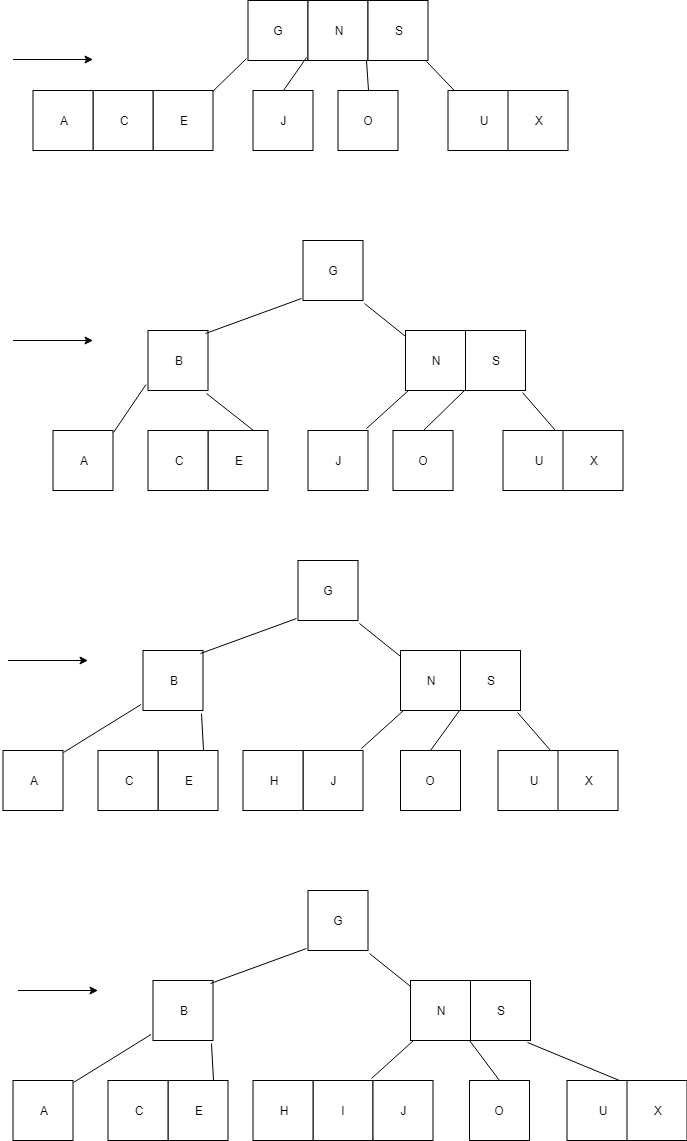 G N S
A C E J O U X
G
B N S
A C E J O U X
G
B N S
A C E H J O U X
G
B N S
A C E H I J O U X